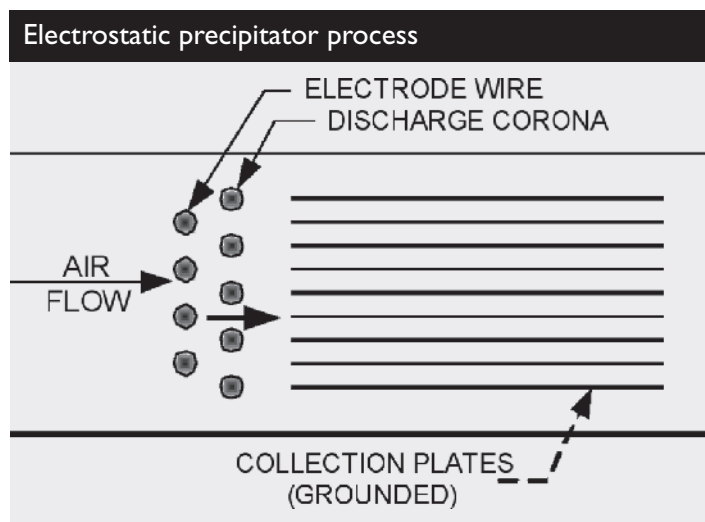 Electrostatic precipitator process
ELECTRODE WIRE
DISCHARGE CORONA
AIR
FLOW
COLLECTION PLATES
(GROUNDED)